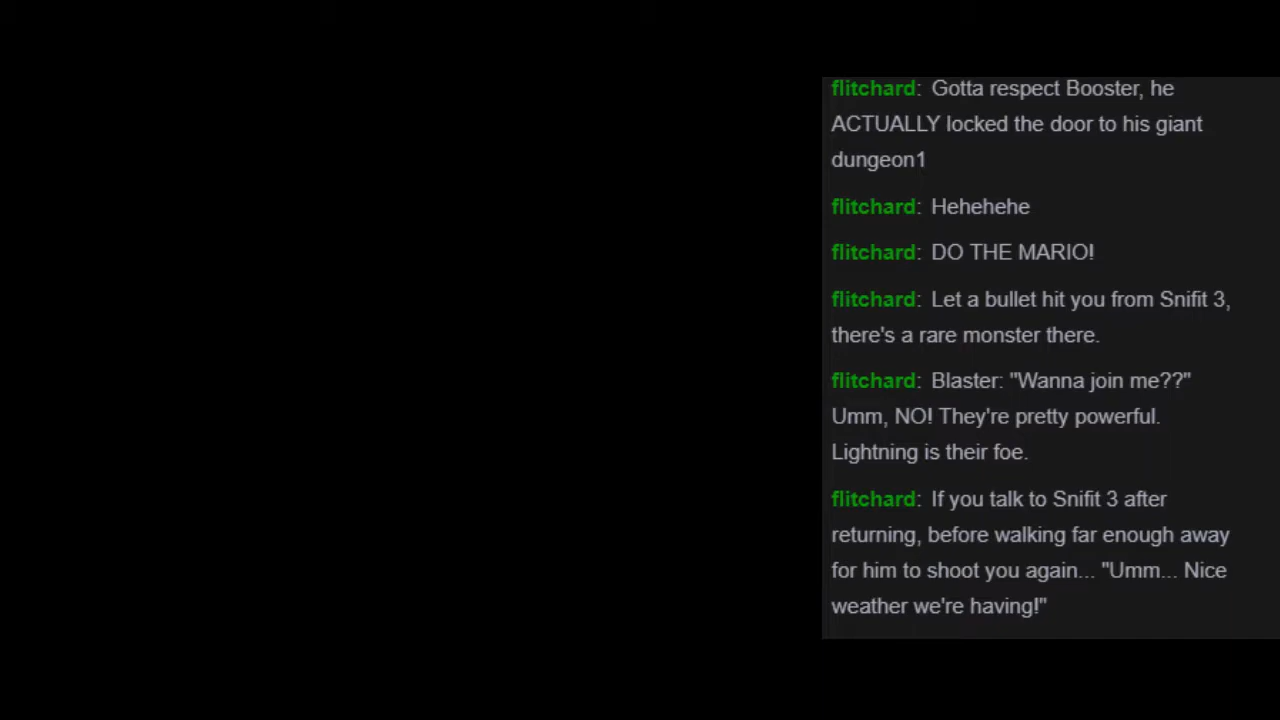 flitchard: Gotta respect Booster, he
ACTUALLY locked the door to his giant
dungeon1
flitchard: Hehehehe
flitchard: DO THE MARIO!
flitchard: Let a bullet hit you from Snifit 3,
there's a rare monster there.
flitchard: Blaster: "Wanna join me??"
Umm, NO! They're pretty powerful.
Lightning is their foe.
flitchard: If you talk to Snifit 3 after
returning, before walking far enough away
for him to shoot you again... "Umm... Nice
weather we're having!"